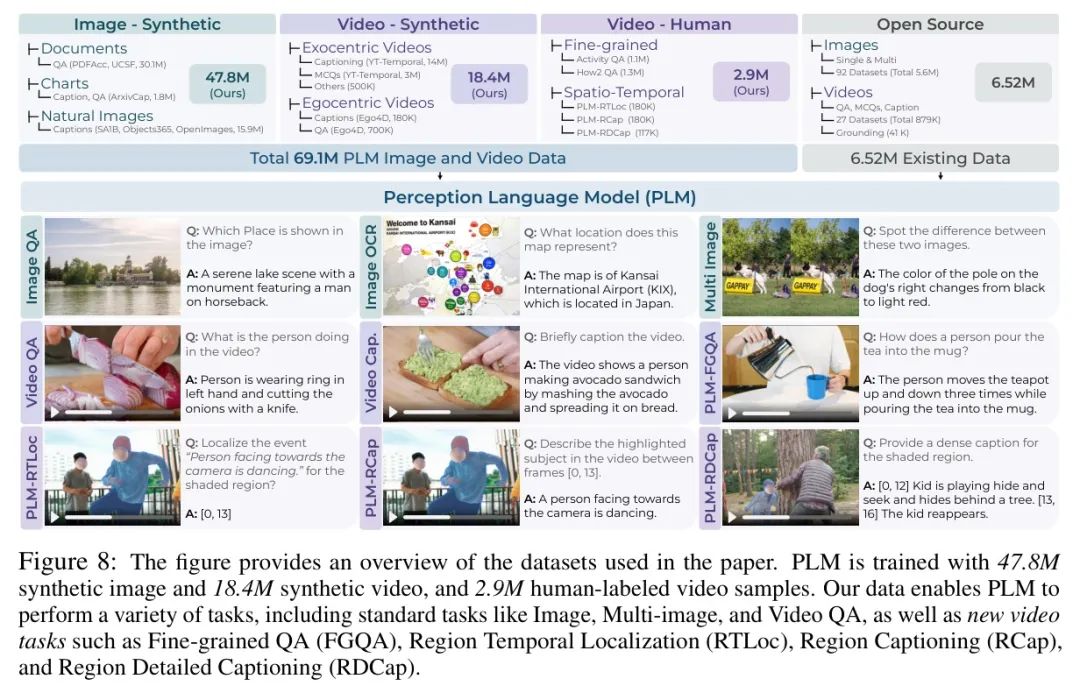 Image - Synthetic
Documents
QA (PDFAcc, UCSF, 30.1M)
Charts
Caption, QA (ArxivCap, 1.8M)
Natural Images
Captions (SA1B, Objects365, OpenImages, 15.9M)
47.8M
(Ours)
Video - Synthetic
Exocentric Videos
Captioning (YT-Temporal, 14M)
MCQs (YT-Temporal, 3M)
Others (500K)
Egocentric Videos
Captions (Ego4D, 180K)
QA (Ego4D, 700K)
18.4M
(Ours)
Video - Human
Fine-grained
Activity QA (1.1M)
How2 QA (1.3M)
Spatio-Temporal
PLM-RTLoc (180K)
PLM-RCap (180K)
PLM-RDCap (117K)
2.9M
(Ours)
Open Source
Images
Single & Multi
92 Datasets (Total 5.6M)
Videos
QA, MCQs, Caption
27 Datasets (Total 879K)
Grounding (41 K)
6.52M
Total 69.1M PLM Image and Video Data
6.52M Existing Data
Perception Language Model (PLM)
Image QA
Q: Which Place is shown in
the image?
A: A serene lake scene with a
monument featuring a man
on horseback.
Image OCR
Welcome to Kansai
KANSAI INTERNATIONAL AIRPORT (KIX)
Q: What location does this
map represent?
A: The map is of Kansai
International Airport (KIX),
which is located in Japan.
Multi Image
GAPPAY
GAPPAY
Q: Spot the difference between
these two images.
A: The color of the pole on the
dog's right changes from black
to light red.
Video QA
Q: What is the person doing
in the video?
A: Person is wearing ring in
left hand and cutting the
onions with a knife.
Video Cap.
Q: Briefly caption the video.
A: The video shows a person
making avocado sandwich
by mashing the avocado
and spreading it on bread.
PLM-FGQA
Q: How does a person pour the
tea into the mug?
A: The person moves the teapot
up and down three times while
pouring the tea into the mug.
PLM-RTLoc
Q: Localize the event
“Person facing towards the
camera is dancing.” for the
shaded region?
A: [0, 13]
PLM-RCap
Q: Describe the highlighted
subject in the video between
frames [0, 13].
A: A person facing towards
the camera is dancing.
PLM-RDCap
Q: Provide a dense caption for
the shaded region.
A: [0, 12] Kid is playing hide and
seek and hides behind a tree. [13,
16] The kid reappears.
Figure 8: The figure provides an overview of the datasets used in the paper. PLM is trained with 47.8M
synthetic image and 18.4M synthetic video, and 2.9M human-labeled video samples. Our data enables PLM to
perform a variety of tasks, including standard tasks like Image, Multi-image, and Video QA, as well as new video
tasks such as Fine-grained QA (FGQA), Region Temporal Localization (RTLoc), Region Captioning (RCap),
and Region Detailed Captioning (RDCap).